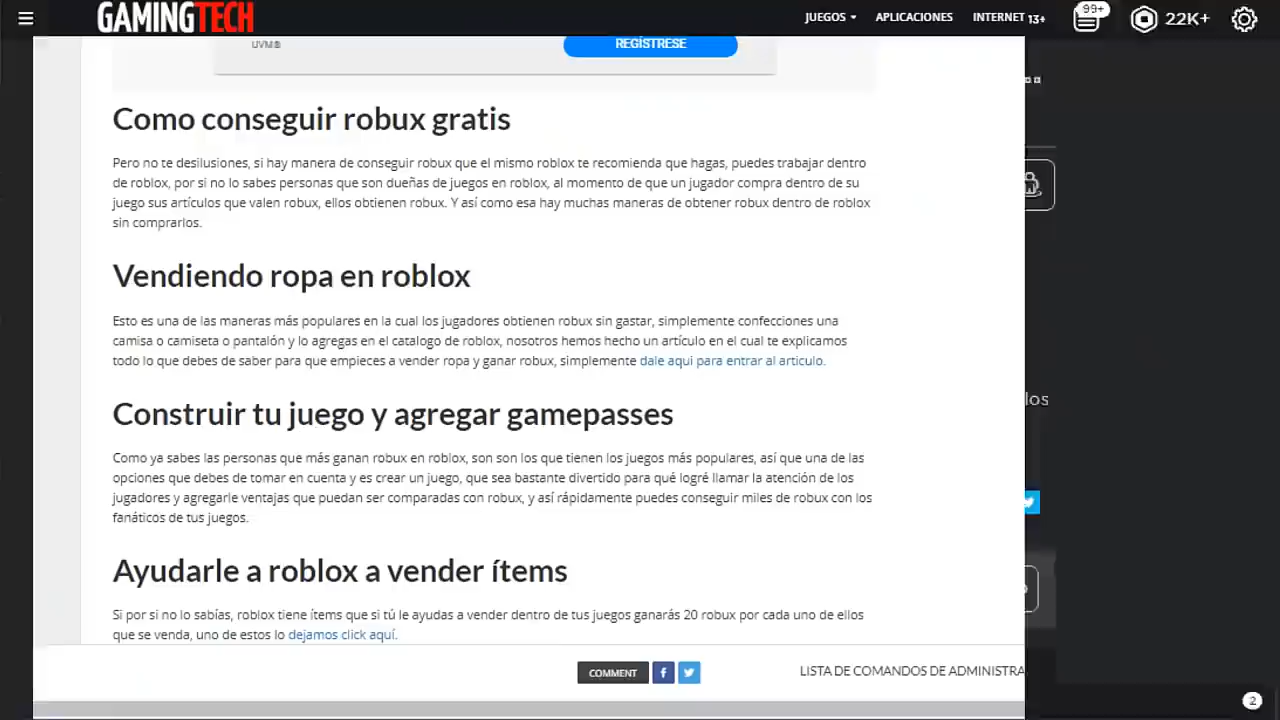 GAMINGTECH
JUEGOS
APLICACIONES
INTERNET
13+
99+
22K+
UVM®
REGÍSTRESE
Como conseguir robux gratis
Pero no te desilusiones, si hay manera de conseguir robux que el mismo roblox te recomienda que hagas, puedes trabajar dentro
de roblox, por si no lo sabes personas que son dueñas de juegos en roblox, al momento de que un jugador compra dentro de su
juego sus artículos que valen robux, ellos obtienen robux. Y así como esa hay muchas maneras de obtener robux dentro de roblox
sin comprarlos.
Vendiendo ropa en roblox
Esto es una de las maneras más populares en la cual los jugadores obtienen robux sin gastar, simplemente confecciones una
camisa o camiseta o pantalón y lo agregas en el catalogo de roblox, nosotros hemos hecho un artículo en el cual te explicamos
todo lo que debes de saber para que empieces a vender ropa y ganar robux, simplemente dale aqui para entrar al articulo.
los
Construir tu juego y agregar gamepasses
Como ya sabes las personas que más ganan robux en roblox, son son los que tienen los juegos más populares, así que una de las
opciones que debes de tomar en cuenta y es crear un juego, que sea bastante divertido para qué logré llamar la atención de los
jugadores y agregarle ventajas que puedan ser comparadas con robux, y así rápidamente puedes conseguir miles de robux con los
fanáticos de tus juegos.
Ayudarle a roblox a vender ítems
Si por si no lo sabías, roblox tiene ítems que si tú le ayudas a vender dentro de tus juegos ganarás 20 robux por cada uno de ellos
que se venda, uno de estos lo dejamos click aquí.
COMMENT
LISTA DE COMANDOS DE ADMINISTRA
2